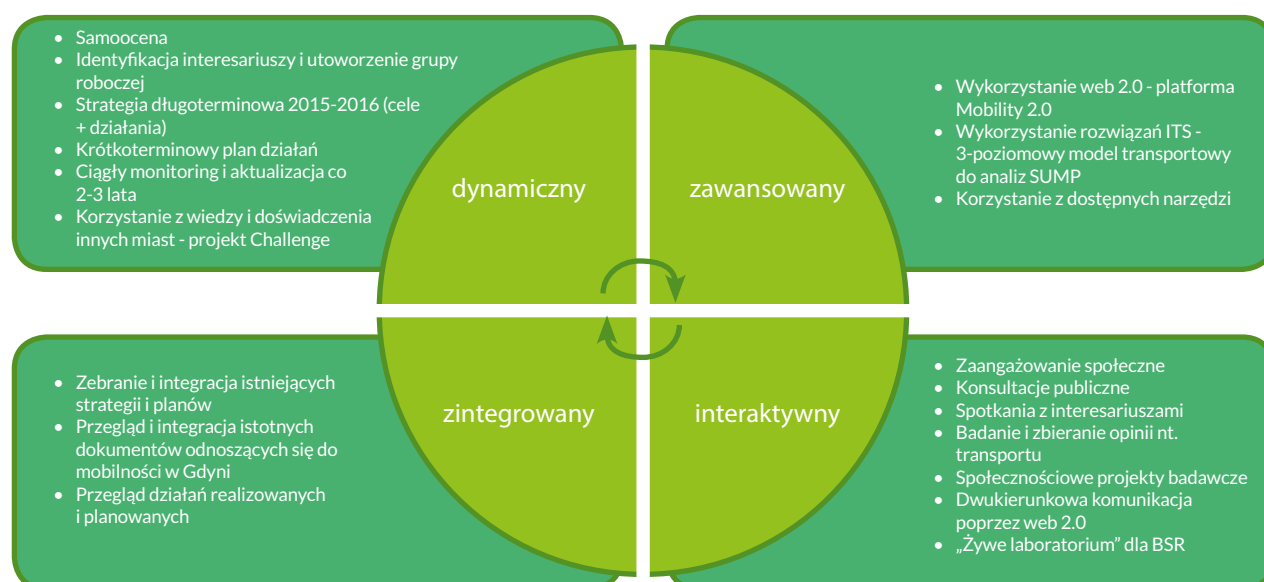 • Samoocena
• Identyfikacja interesariuszy i utoworzenie grupy
roboczej
• Strategia długoterminowa 2015-2016 (cele
+ działania)
• Krótkoterminowy plan działań
• Ciągły monitoring i aktualizacja co
2-3 lata
• Korzystanie z wiedzy i doświadczenia
innych miast - projekt Challenge
dynamiczny
zawansowany
• Wykorzystanie web 2.0 - platforma
Mobility 2.0
• Wykorzystanie rozwiązań ITS -
3-poziomowy model transportowy
do analiz SUMP
• Korzystanie z dostępnych narzędzi
• Zebranie i integracja istniejących
strategii i planów
• Przegląd i integracja istotnych
dokumentów odnoszących się do
mobilności w Gdyni
• Przegląd działań realizowanych
i planowanych
zintegrowany
interaktywny
• Zaangażowanie społeczne
• Konsultacje publiczne
• Spotkania z interesariuszami
• Badanie i zbieranie opinii nt.
transportu
• Społecznościowe projekty badawcze
• Dwukierunkowa komunikacja
poprzez web 2.0
• „Żywe laboratorium” dla BSR